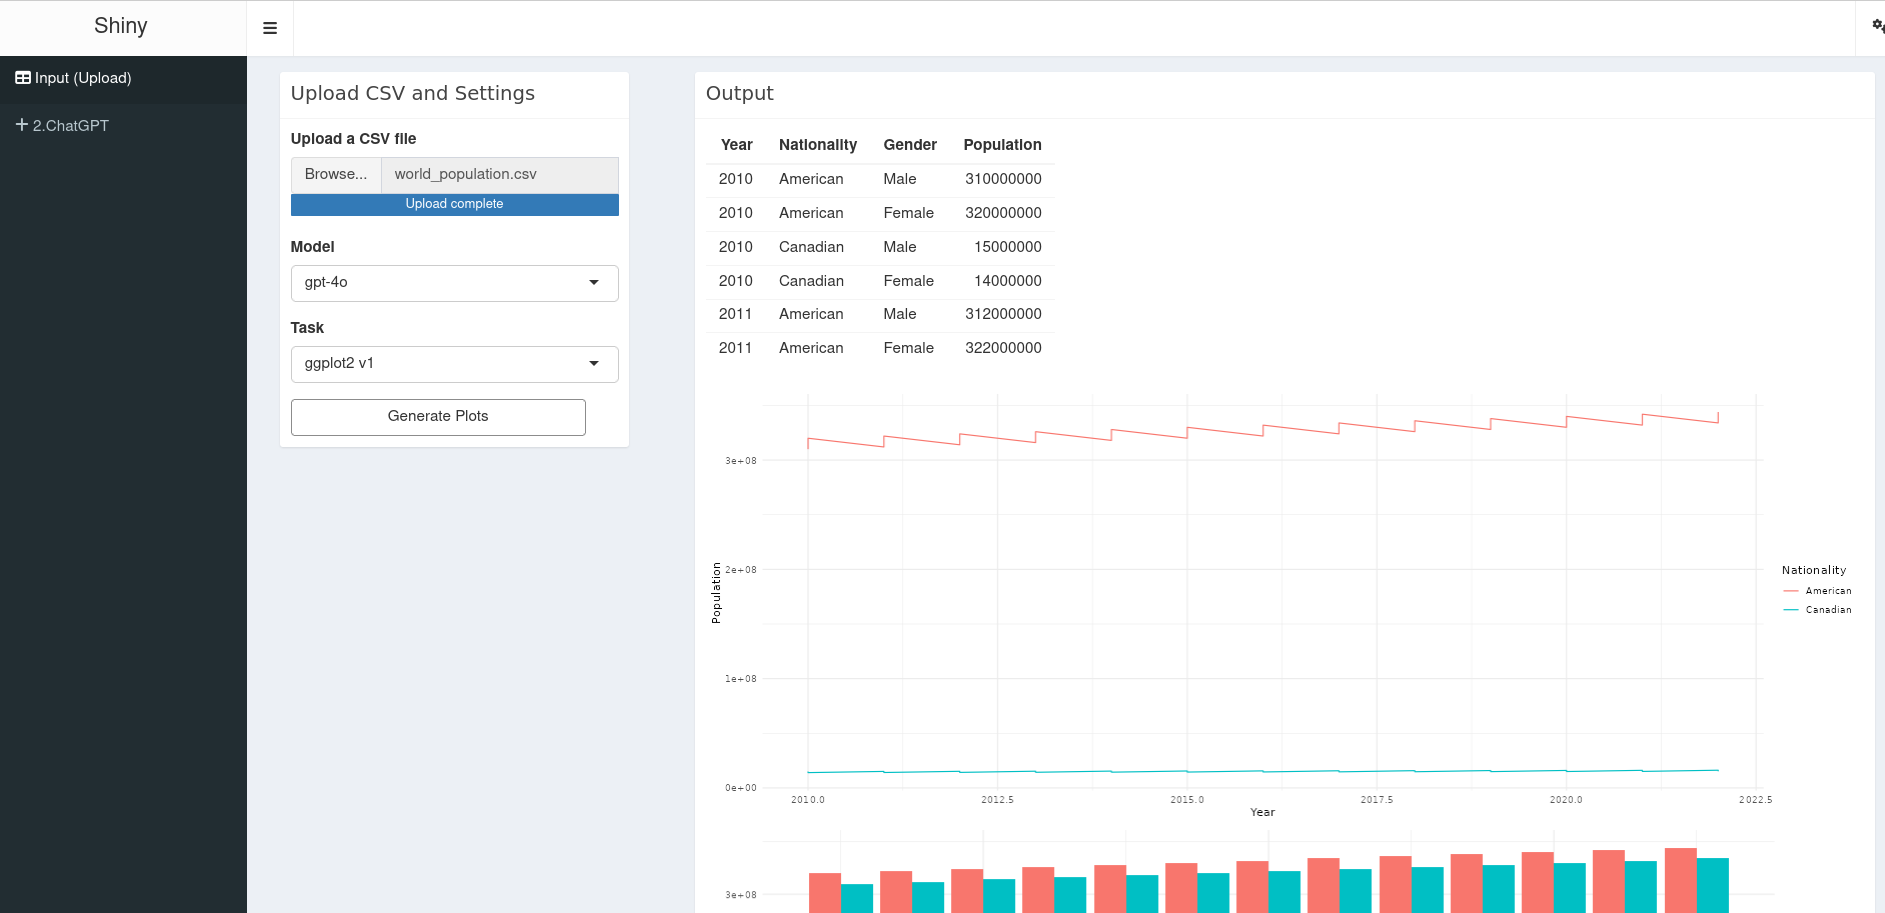 Shiny
Input (Upload)
2.ChatGPT
Upload CSV and Settings
Upload a CSV file
Browse... world_population.csv
Upload complete
Model
gpt-4o
Task
ggplot2 v1
Generate Plots
Output
Year Nationality Gender Population
2010 American Male 310000000
2010 American Female 320000000
2010 Canadian Male 15000000
2010 Canadian Female 14000000
2011 American Male 312000000
2011 American Female 322000000
3e+08
2e+08
1e+08
0e+00
Population
2010.0 2012.5 2015.0 2017.5 2020.0 2022.5
Year
Nationality
American
Canadian
3e+08